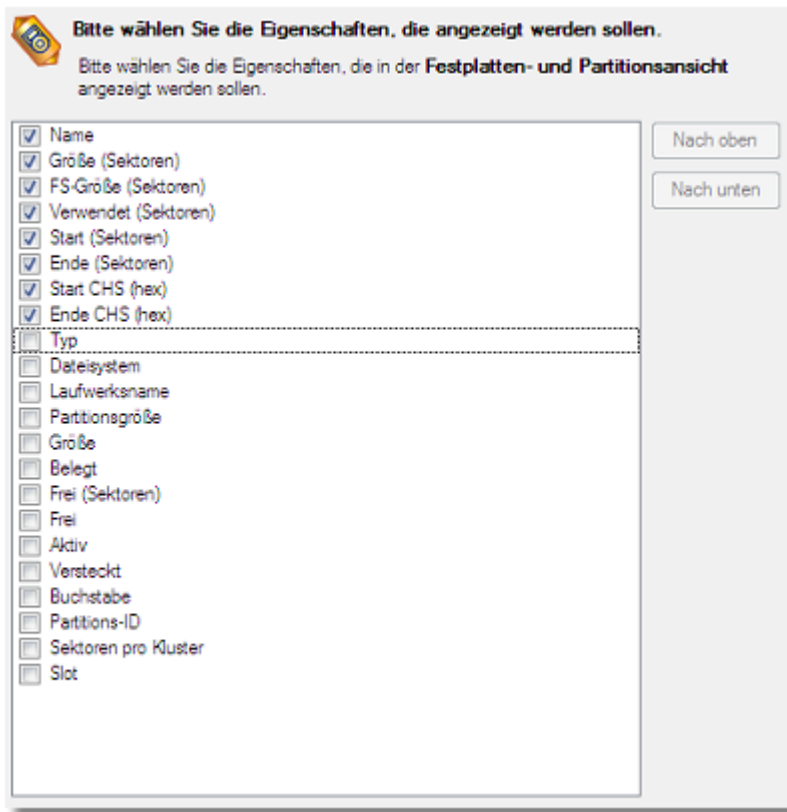 Bitte wählen Sie die Eigenschaften, die angezeigt werden sollen.
Bitte wählen Sie die Eigenschaften, die in der Festplatten- und Partitionsansicht
angezeigt werden sollen.
Name
Größe (Sektoren)
FS-Größe (Sektoren)
Verwendet (Sektoren)
Start (Sektoren)
Ende (Sektoren)
Start CHS (hex)
Ende CHS (hex)
Typ
Dateisystem
Laufwerksname
Partitionsgröße
Größe
Belegt
Frei (Sektoren)
Frei
Aktiv
Versteckt
Buchstabe
Partitions-ID
Sektoren pro Kluster
Slot
Nach oben
Nach unten